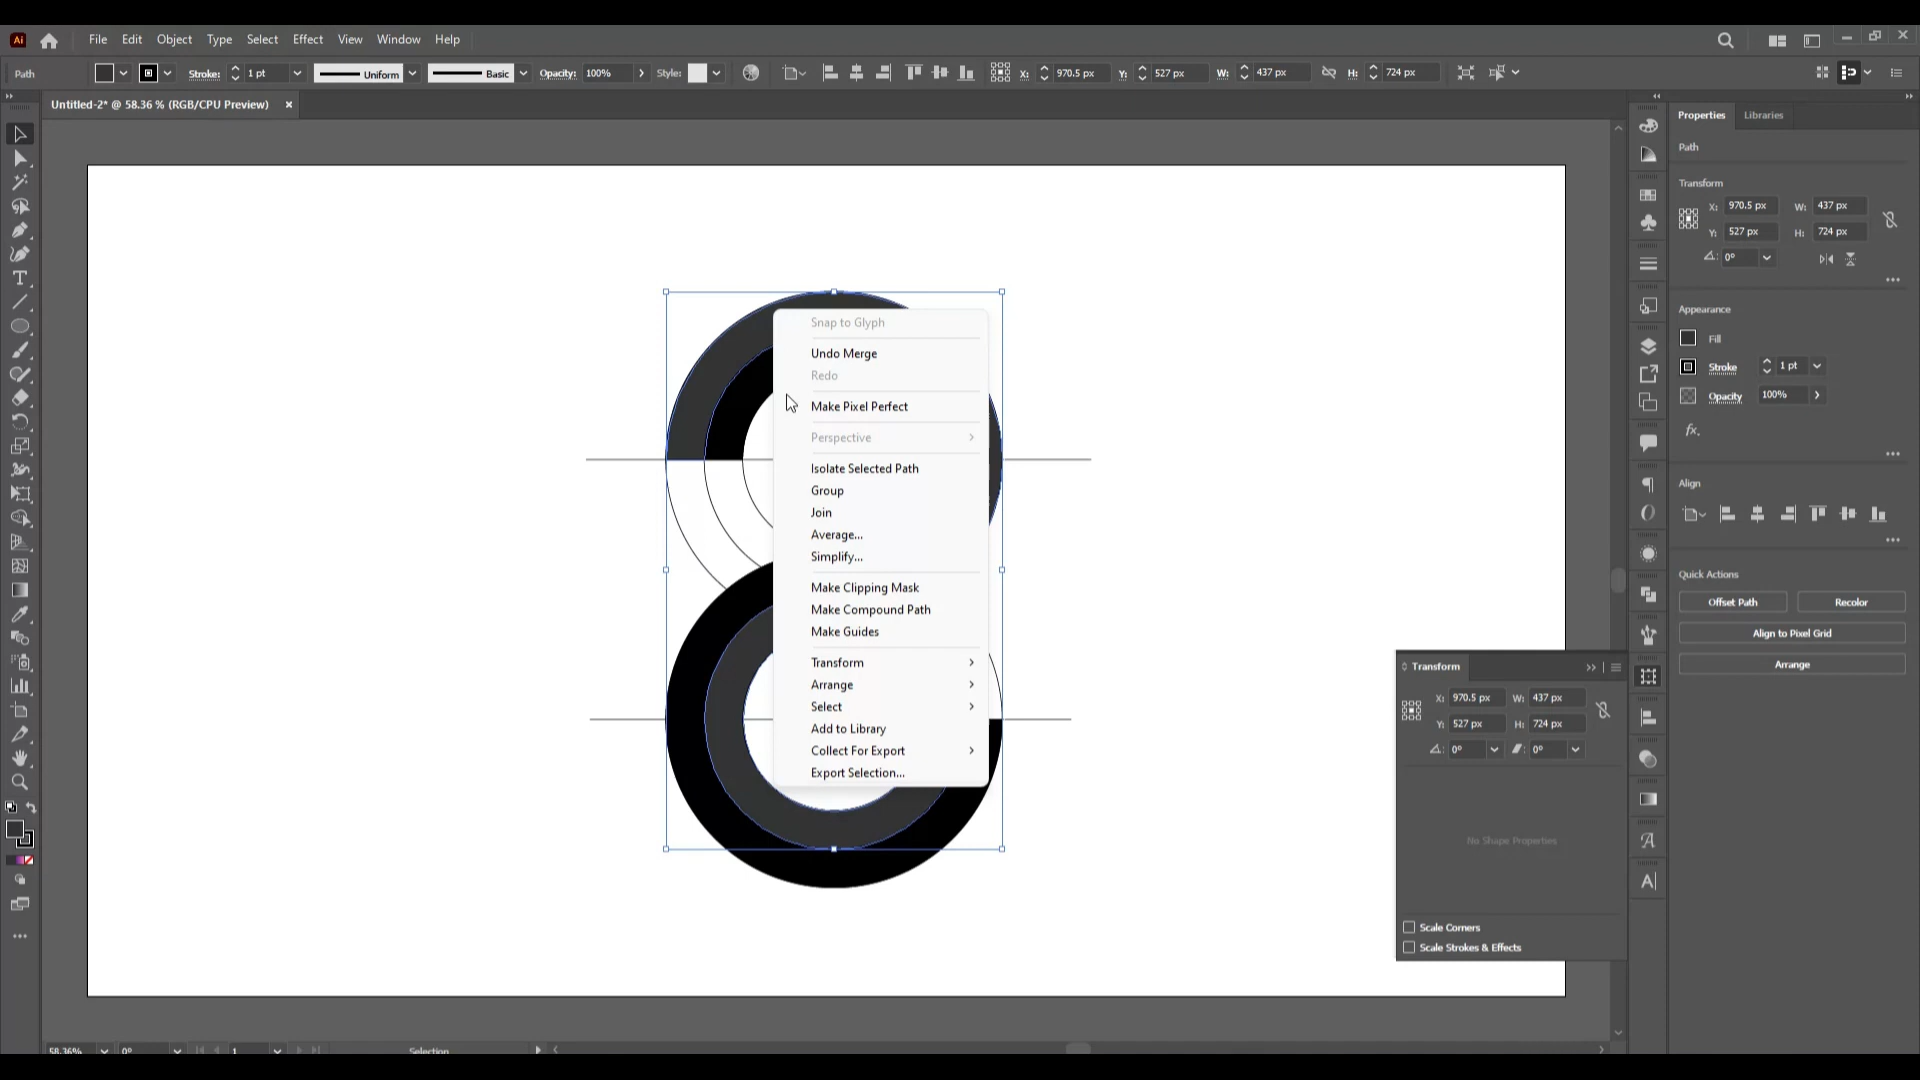 Ai File Edit Object Type Select Effect View Window Help
Path Stroke: 1 pt Uniform Basic Opacity: 100% Style: X: 970.5 px Y: 527 px W: 437 px H: 724 px
Untitled-2* @ 58.36 % (RGB/CPU Preview) ×
Properties Libraries
Path
Transform
X: 970.5 px W: 437 px
Y: 527 px H: 724 px
0°
Appearance
Fill
Stroke 1 pt
Opacity 100%
fx.
Align
Quick Actions
Offset Path Recolor
Align to Pixel Grid
Arrange
Snap to Glyph
Undo Merge
Redo
Make Pixel Perfect
Perspective
Isolate Selected Path
Group
Join
Average...
Simplify...
Make Clipping Mask
Make Compound Path
Make Guides
Transform
Arrange
Select
Add to Library
Collect For Export
Export Selection...
Transform
X: 970.5 px W: 437 px
Y: 527 px H: 724 px
0° 0°
No Shape Properties
Scale Corners
Scale Strokes & Effects
58.36% 0° 1 Selection